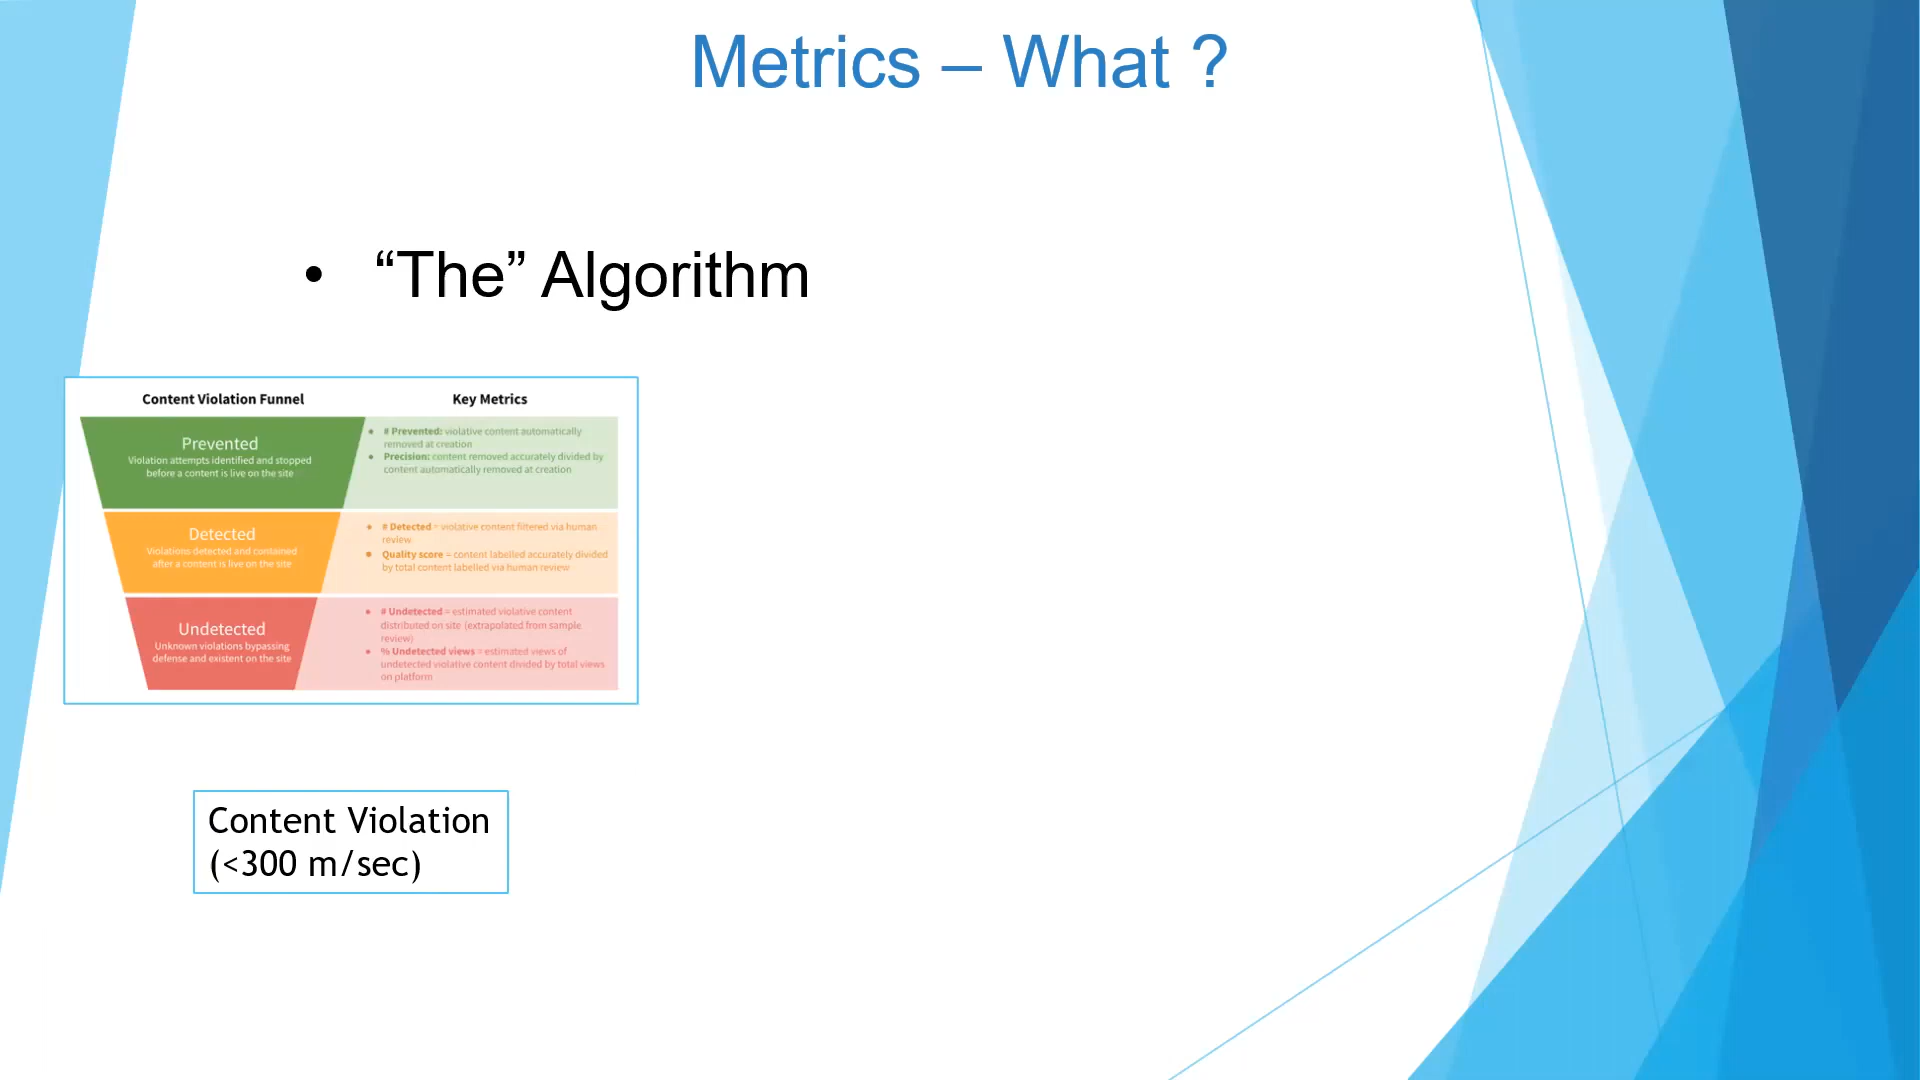 Metrics – What ?
• “The” Algorithm
Content Violation Funnel
Key Metrics
Prevented
Violation attempts identified and stopped
before a content is live on the site
• # Prevented: violative content automatically
removed at creation
• Precision: content removed accurately divided by
content automatically removed at creation
Detected
Violations detected and contained
after a content is live on the site
• # Detected = violative content filtered via human
review
• Quality score = content labelled accurately divided
by total content labelled via human review
Undetected
Unknown violations bypassing
defense and existent on the site
• # Undetected = estimated violative content
distributed on site (extrapolated from sample
review)
• % Undetected views = estimated views of
undetected violative content divided by total views
on platform
Content Violation
(<300 m/sec)